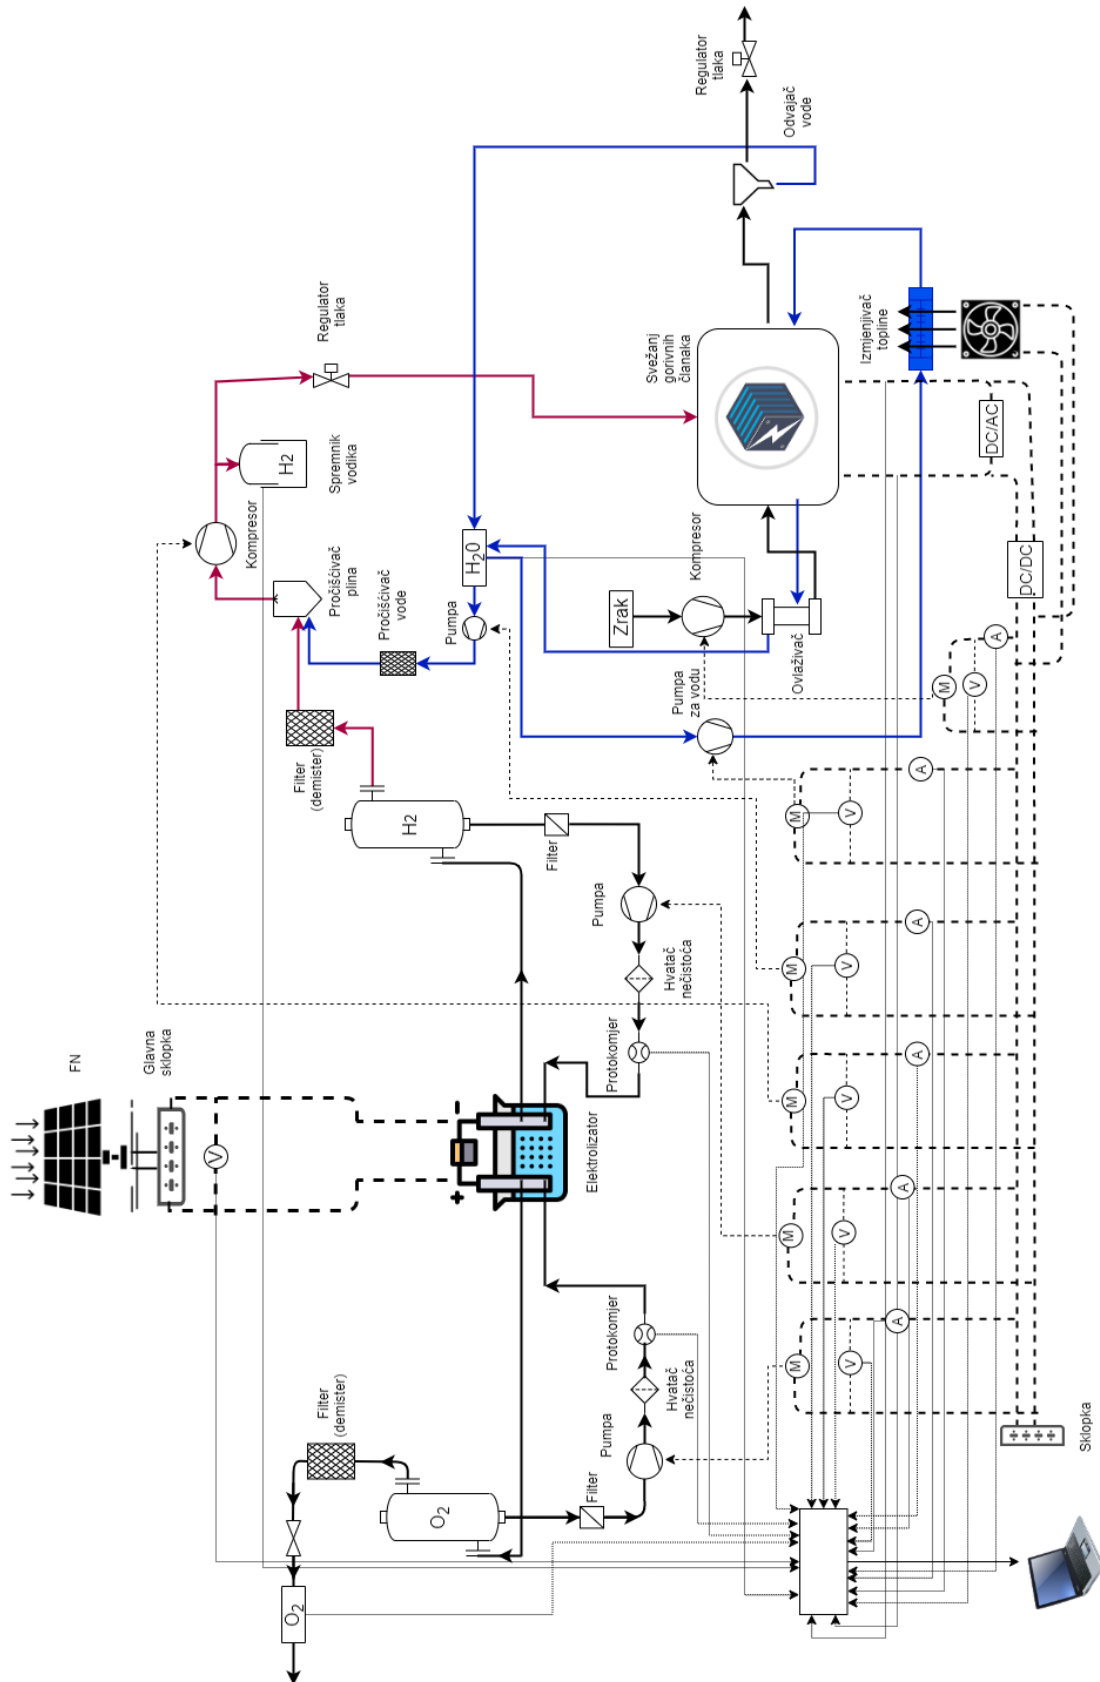 FN
Glavna
sklopka
V
Kompresor
H2
O2
Filter
(demister)
Filter
(demister)
Pročišćivač
plina
Spremnik
vodika
Regulator
tlaka
Pročišćivač
vode
O2
H2
Pumpa
H20
+
-
Elektrolizator
Filter
Filter
Pumpa
Protokomjer
Protokomjer
Pumpa
Hvatač
nečistoća
Hvatač
nečistoća
Zrak
Pumpa
za vodu
Kompresor
Svežanj
gorivnih
članaka
Regulator
tlaka
Ovlaživač
Odvajač
vode
M
M
M
M
M
M
V
V
V
V
V
V
A
A
A
A
A
A
Izmjenjivač
topline
DC/AC
DC/DC
Sklopka